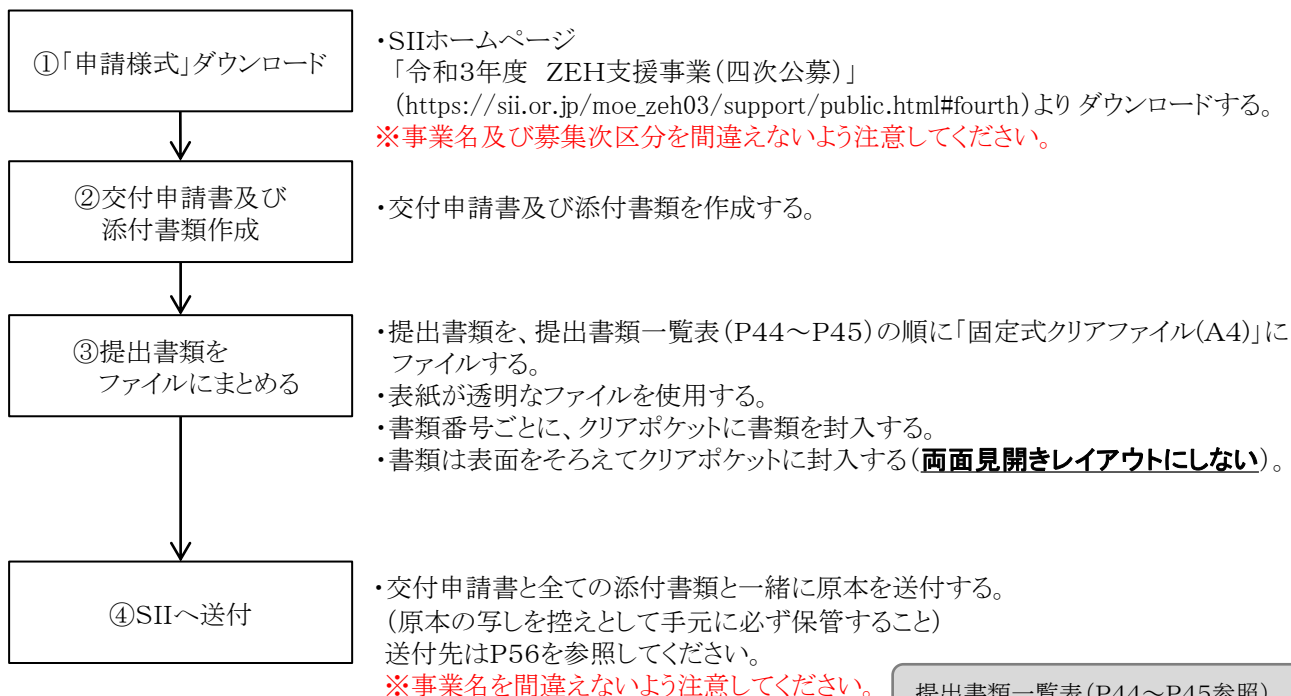 ①「申請様式」ダウンロード
・SIIホームページ
「令和3年度　ZEH支援事業(四次公募)」
(https://sii.or.jp/moe_zeh03/support/public.html#fourth)より ダウンロードする。
※事業名及び募集次区分を間違えないよう注意してください。
②交付申請書及び
添付書類作成
・交付申請書及び添付書類を作成する。
③提出書類を
ファイルにまとめる
・提出書類を、提出書類一覧表(P44～P45)の順に「固定式クリアファイル(A4)」に
ファイルする。
・表紙が透明なファイルを使用する。
・書類番号ごとに、クリアポケットに書類を封入する。
・書類は表面をそろえてクリアポケットに封入する(両面見開きレイアウトにしない)。
④SIIへ送付
・交付申請書と全ての添付書類と一緒に原本を送付する。
(原本の写しを控えとして手元に必ず保管すること)
送付先はP56を参照してください。
※事業名を間違えないよう注意してください。
提出書類一覧表(P44～P45参照)